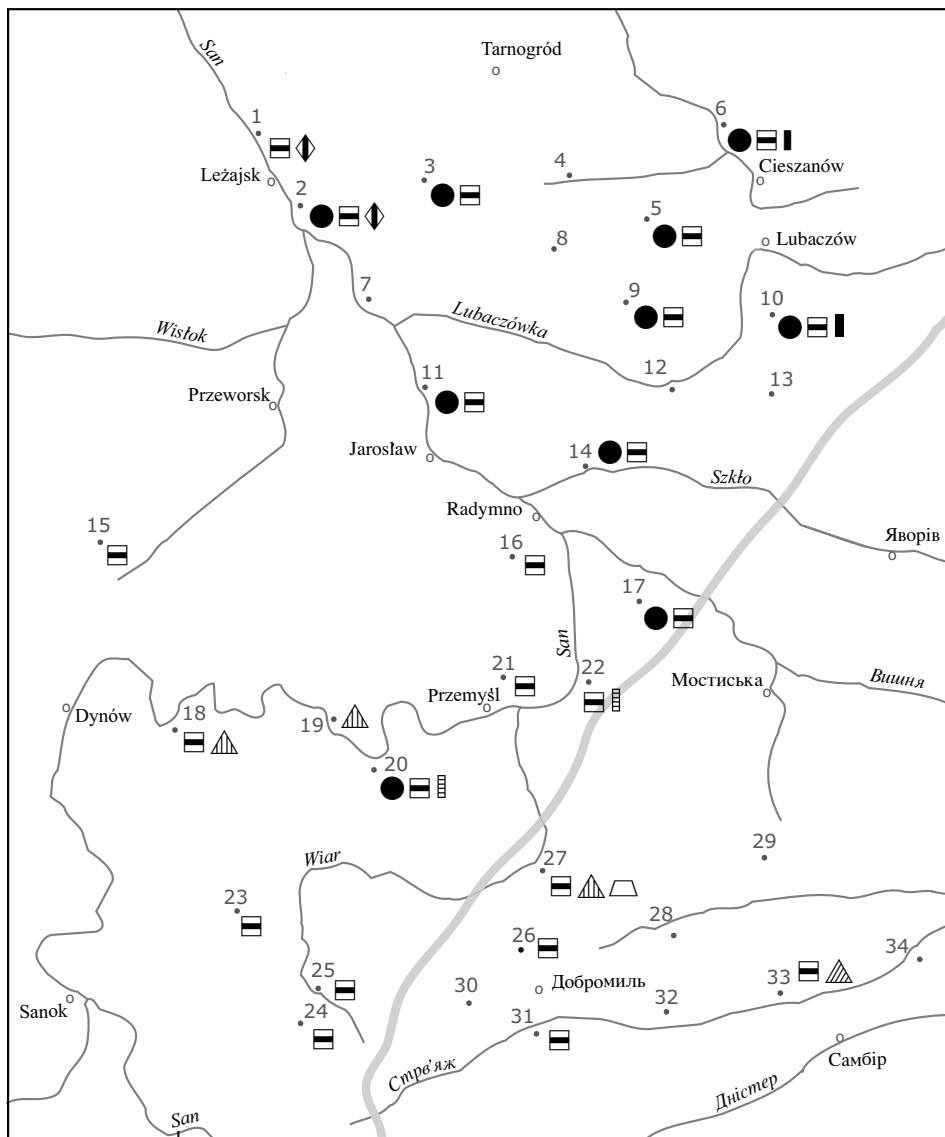 San
Tarnogród
1
6
3
4
Cieszanów
Leżajsk
2
5
8
Lubaczów
7
9
10
Lubaczówka
Wisłok
11
12
13
Przeworsk
Jarosław
14
Szkło
Radymno
15
16
Яворів
17
San
21
22
Мостиська
Вишня
Przemyśl
Dynów
18
19
20
Wiar
27
29
23
28
26
34
25
33
Sanok
30
Добромиль
32
24
31
Самбір
Стрв'яж
Дністер
San